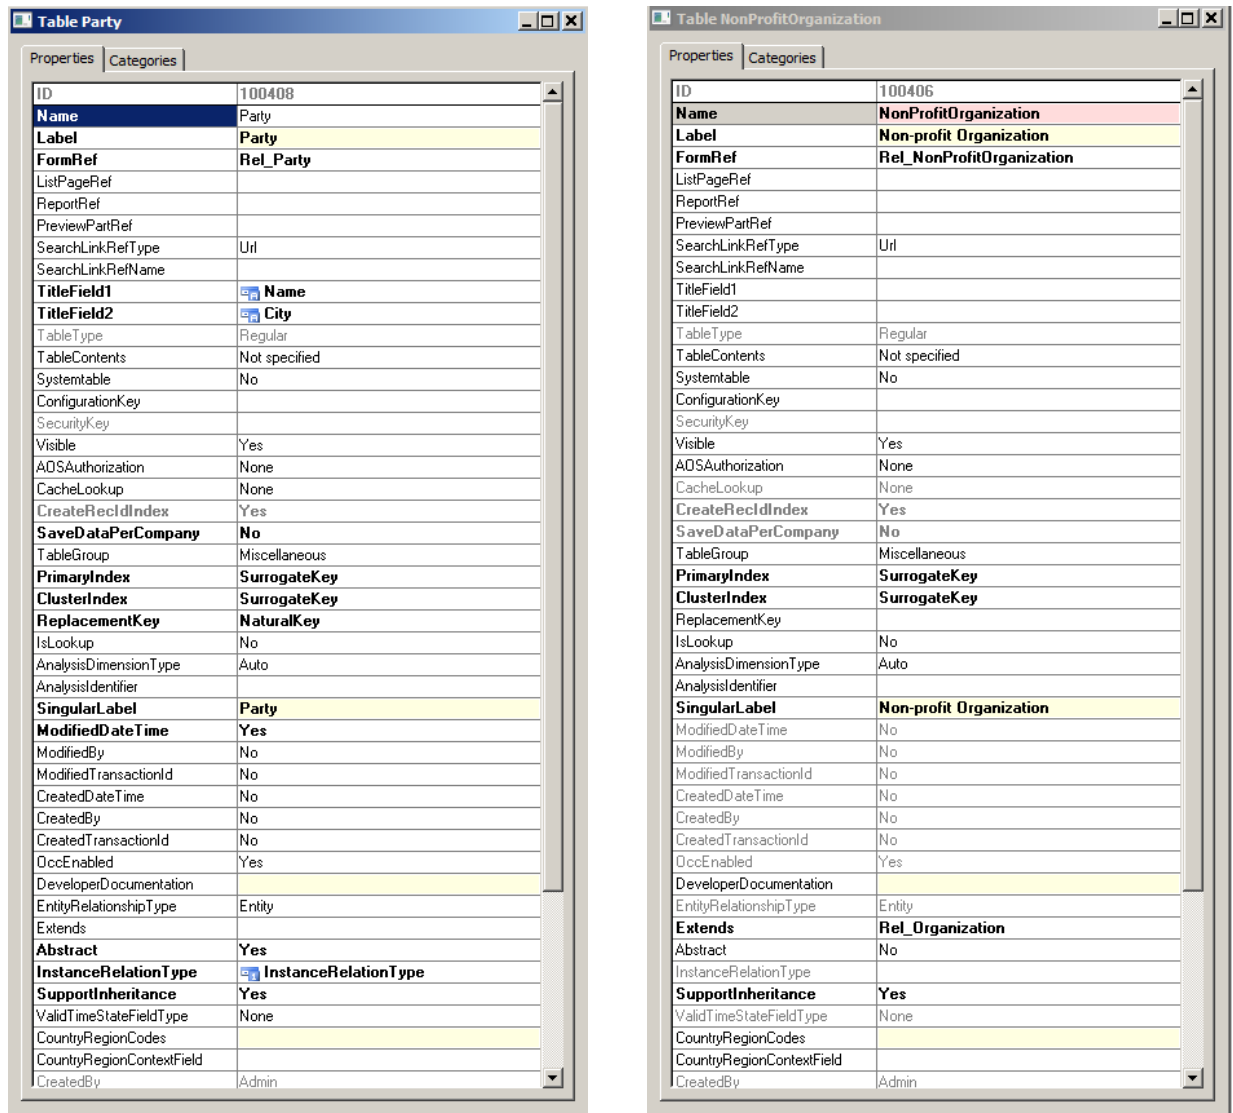 Table Party
Properties Categories
ID 100408
Name Party
Label Party
FormRef Rel_Party
ListPageRef
ReportRef
PreviewPartRef
SearchLinkRefType Url
SearchLinkRefName
TitleField1 Name
TitleField2 City
TableType Regular
TableContents Not specified
Systemtable No
ConfigurationKey
SecurityKey
Visible Yes
AOSAuthorization None
CacheLookup None
CreateRecIdIndex Yes
SaveDataPerCompany No
TableGroup Miscellaneous
PrimaryIndex SurrogateKey
ClusterIndex SurrogateKey
ReplacementKey NaturalKey
IsLookup No
AnalysisDimensionType Auto
AnalysisIdentifier
SingularLabel Party
ModifiedDateTime Yes
ModifiedBy No
ModifiedTransactionId No
CreatedDateTime No
CreatedBy No
CreatedTransactionId No
OccEnabled Yes
DeveloperDocumentation
EntityRelationshipType Entity
Extends
Abstract Yes
InstanceRelationType InstanceRelationType
SupportInheritance Yes
ValidTimeStateFieldType None
CountryRegionCodes
CountryRegionContextField
CreatedBy Admin
Table NonProfitOrganization
Properties Categories
ID 100406
Name NonProfitOrganization
Label Non-profit Organization
FormRef Rel_NonProfitOrganization
ListPageRef
ReportRef
PreviewPartRef
SearchLinkRefType Url
SearchLinkRefName
TitleField1
TitleField2
TableType Regular
TableContents Not specified
Systemtable No
ConfigurationKey
SecurityKey
Visible Yes
AOSAuthorization None
CacheLookup None
CreateRecIdIndex Yes
SaveDataPerCompany No
TableGroup Miscellaneous
PrimaryIndex SurrogateKey
ClusterIndex SurrogateKey
ReplacementKey
IsLookup No
AnalysisDimensionType Auto
AnalysisIdentifier
SingularLabel Non-profit Organization
ModifiedDateTime No
ModifiedBy No
ModifiedTransactionId No
CreatedDateTime No
CreatedBy No
CreatedTransactionId No
OccEnabled Yes
DeveloperDocumentation
EntityRelationshipType Entity
Extends Rel_Organization
Abstract No
InstanceRelationType
SupportInheritance Yes
ValidTimeStateFieldType None
CountryRegionCodes
CountryRegionContextField
CreatedBy Admin